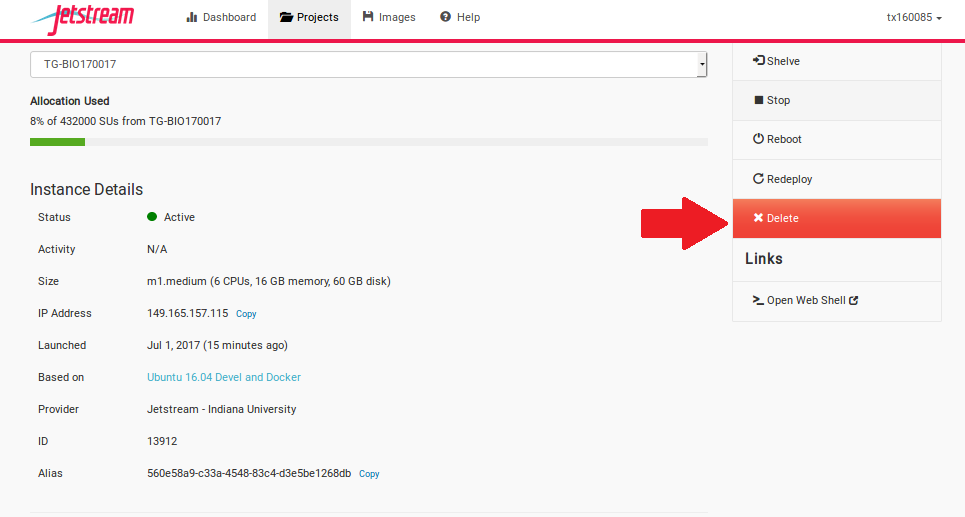 Jetstream Dashboard Projects Images Help tx160085
TG-BIO170017
Allocation Used
8% of 432000 SUs from TG-BIO170017
Instance Details
Status Active
Activity N/A
Size m1.medium (6 CPUs, 16 GB memory, 60 GB disk)
IP Address 149.165.157.115 Copy
Launched Jul 1, 2017 (15 minutes ago)
Based on Ubuntu 16.04 Devel and Docker
Provider Jetstream - Indiana University
ID 13912
Alias 560e58a9-c33a-4548-83c4-d3e5be1268db Copy
Shelve
Stop
Reboot
Redeploy
Delete
Links
Open Web Shell